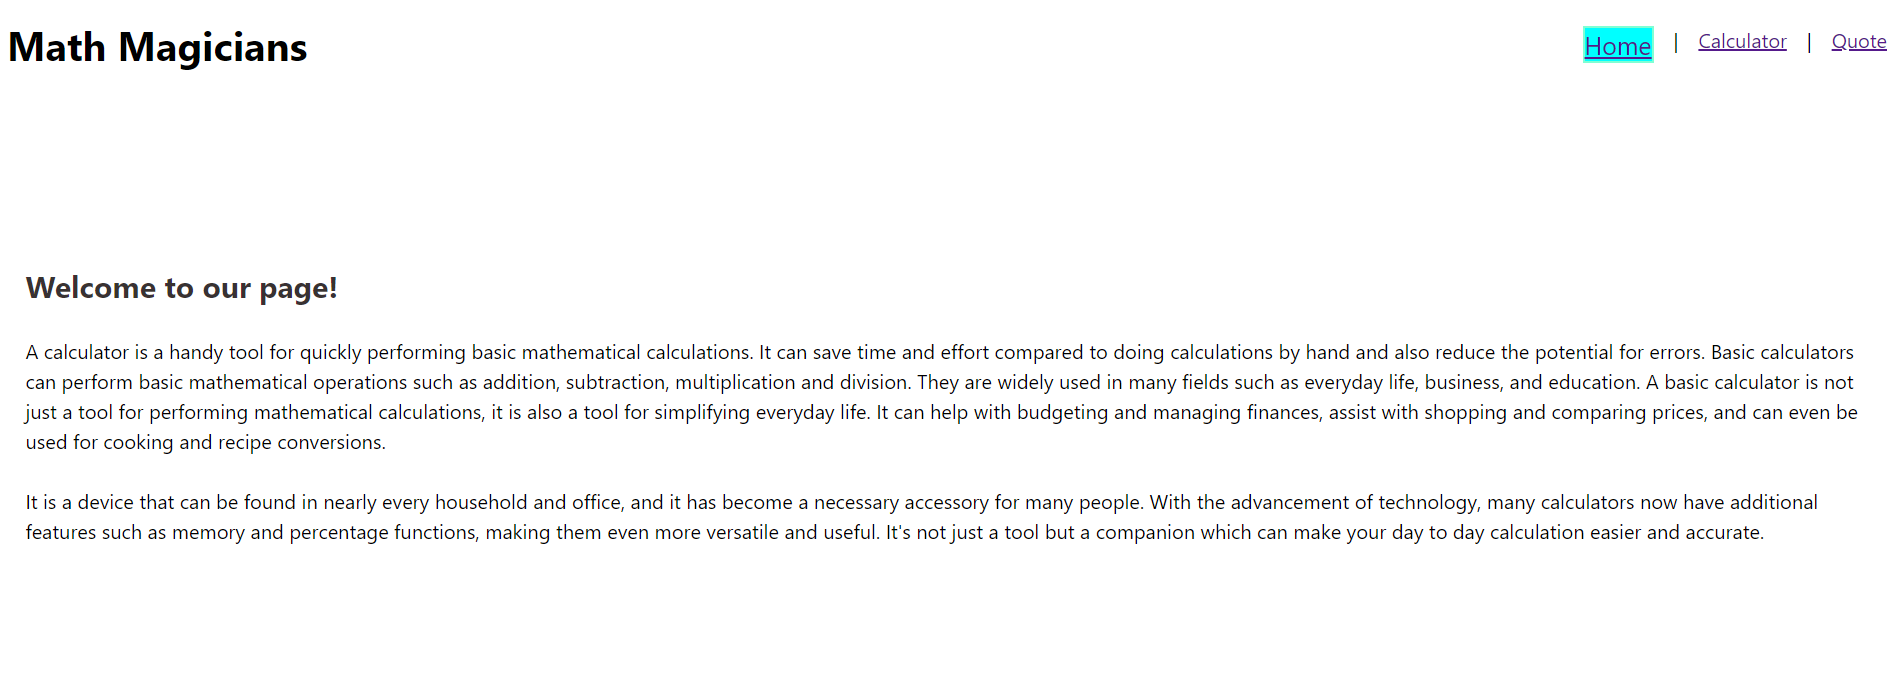 Math Magicians
Home | Calculator | Quote
Welcome to our page!
A calculator is a handy tool for quickly performing basic mathematical calculations. It can save time and effort compared to doing calculations by hand and also reduce the potential for errors. Basic calculators
can perform basic mathematical operations such as addition, subtraction, multiplication and division. They are widely used in many fields such as everyday life, business, and education. A basic calculator is not
just a tool for performing mathematical calculations, it is also a tool for simplifying everyday life. It can help with budgeting and managing finances, assist with shopping and comparing prices, and can even be
used for cooking and recipe conversions.
It is a device that can be found in nearly every household and office, and it has become a necessary accessory for many people. With the advancement of technology, many calculators now have additional
features such as memory and percentage functions, making them even more versatile and useful. It's not just a tool but a companion which can make your day to day calculation easier and accurate.